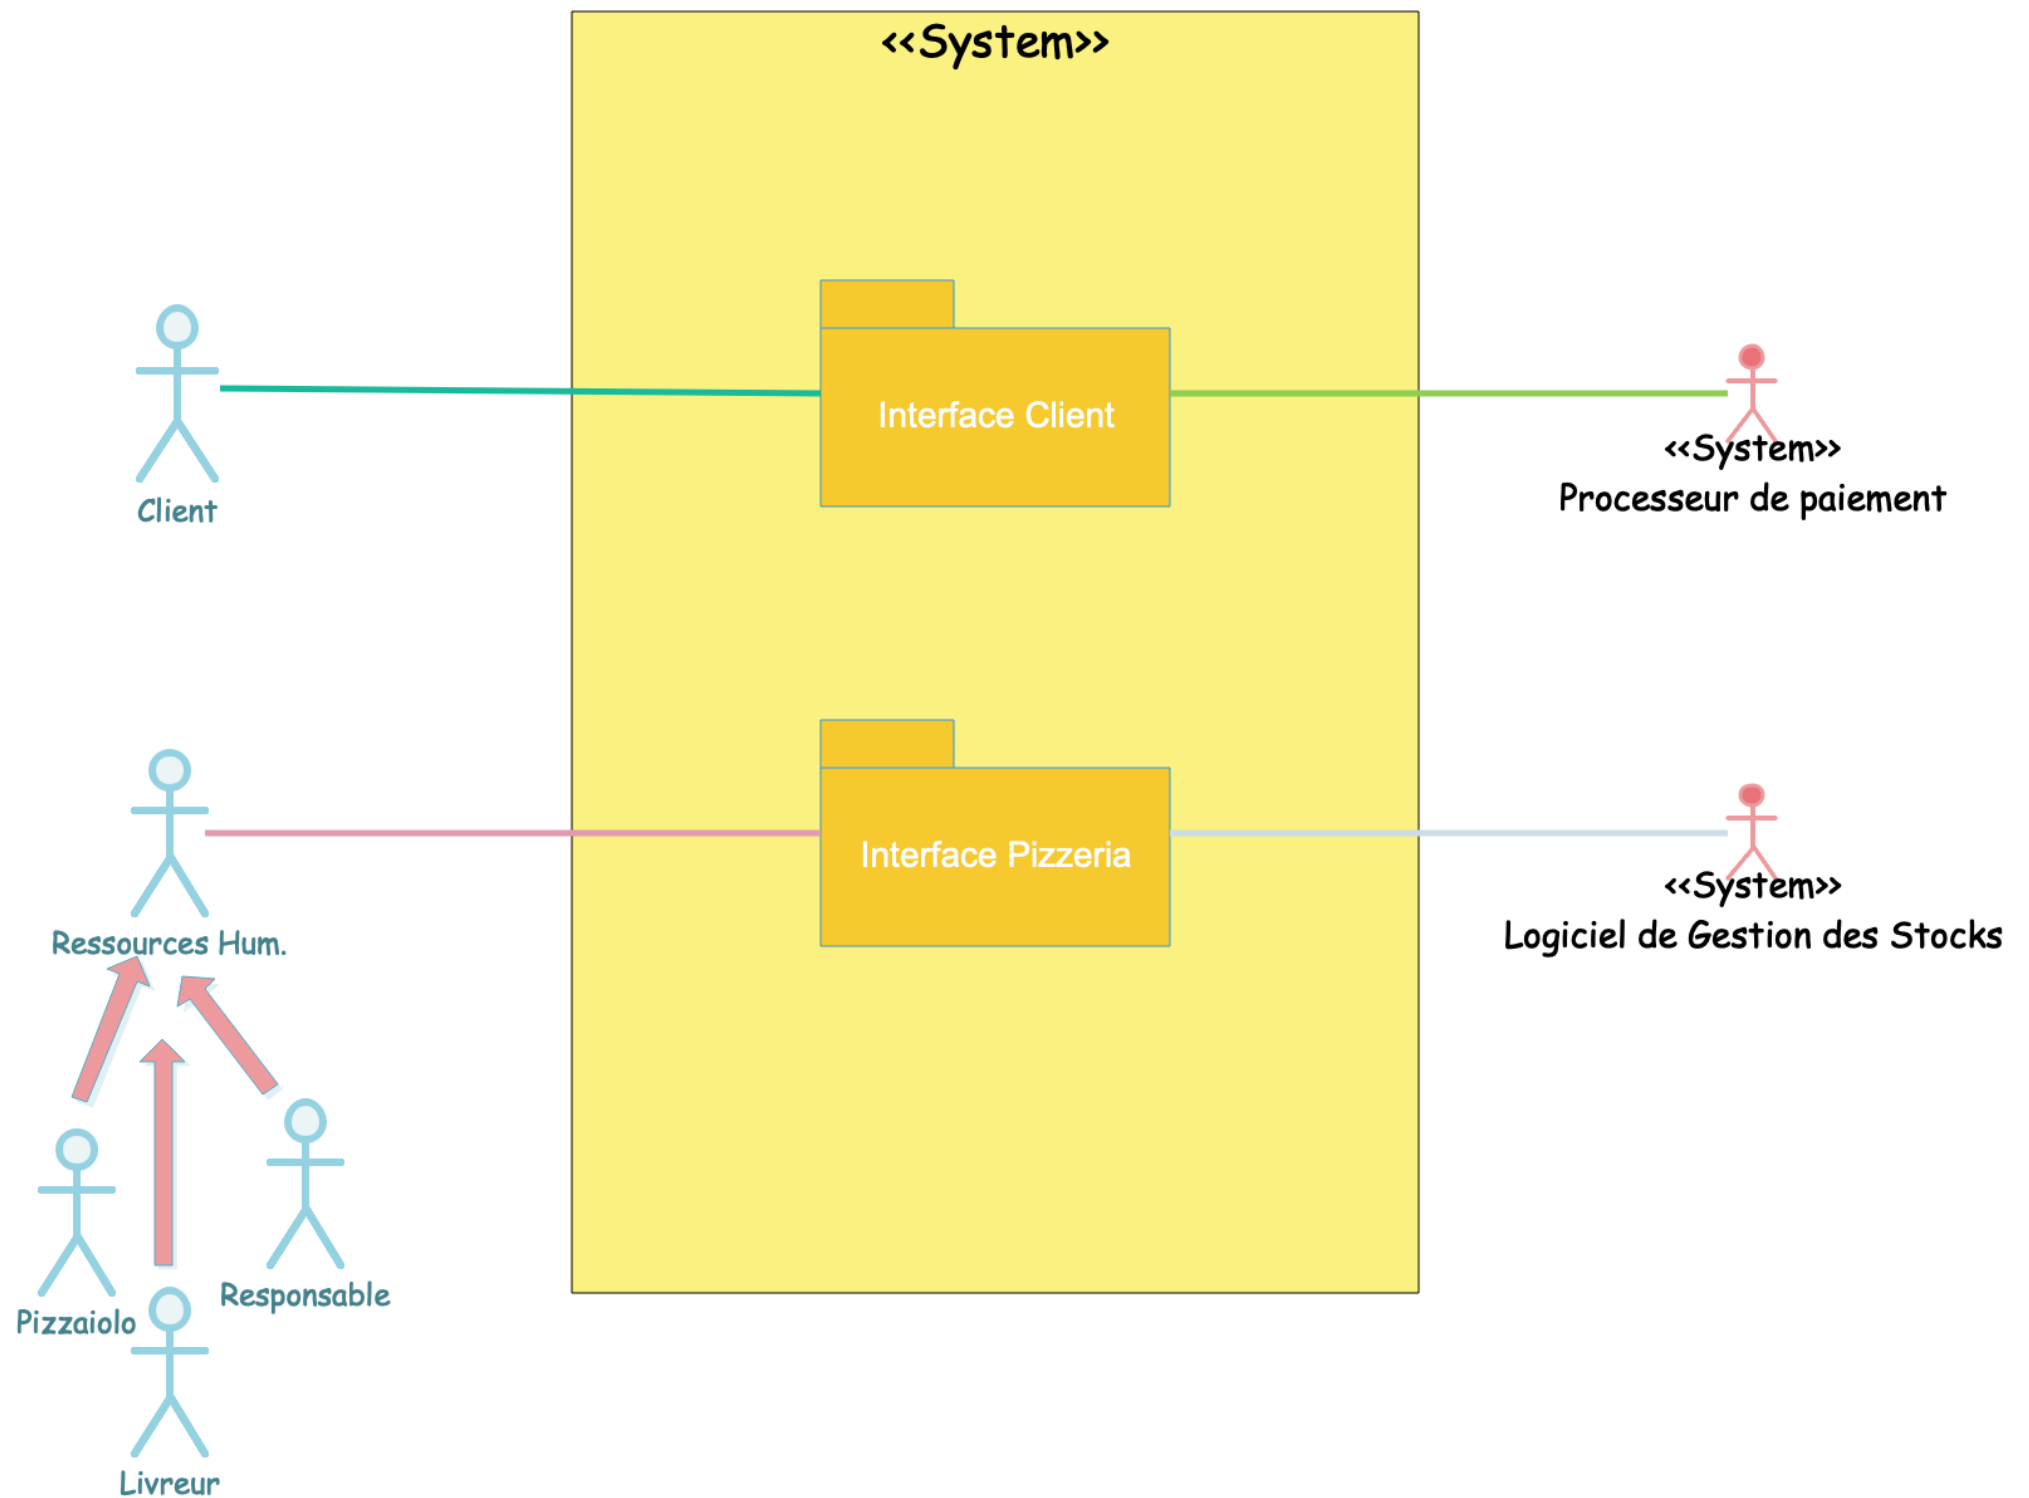 <<System>>
Interface Client
Client
<<System>>
Processeur de paiement
Interface Pizzeria
Ressources Hum.
<<System>>
Logiciel de Gestion des Stocks
Responsable
Pizzaiolo
Livreur